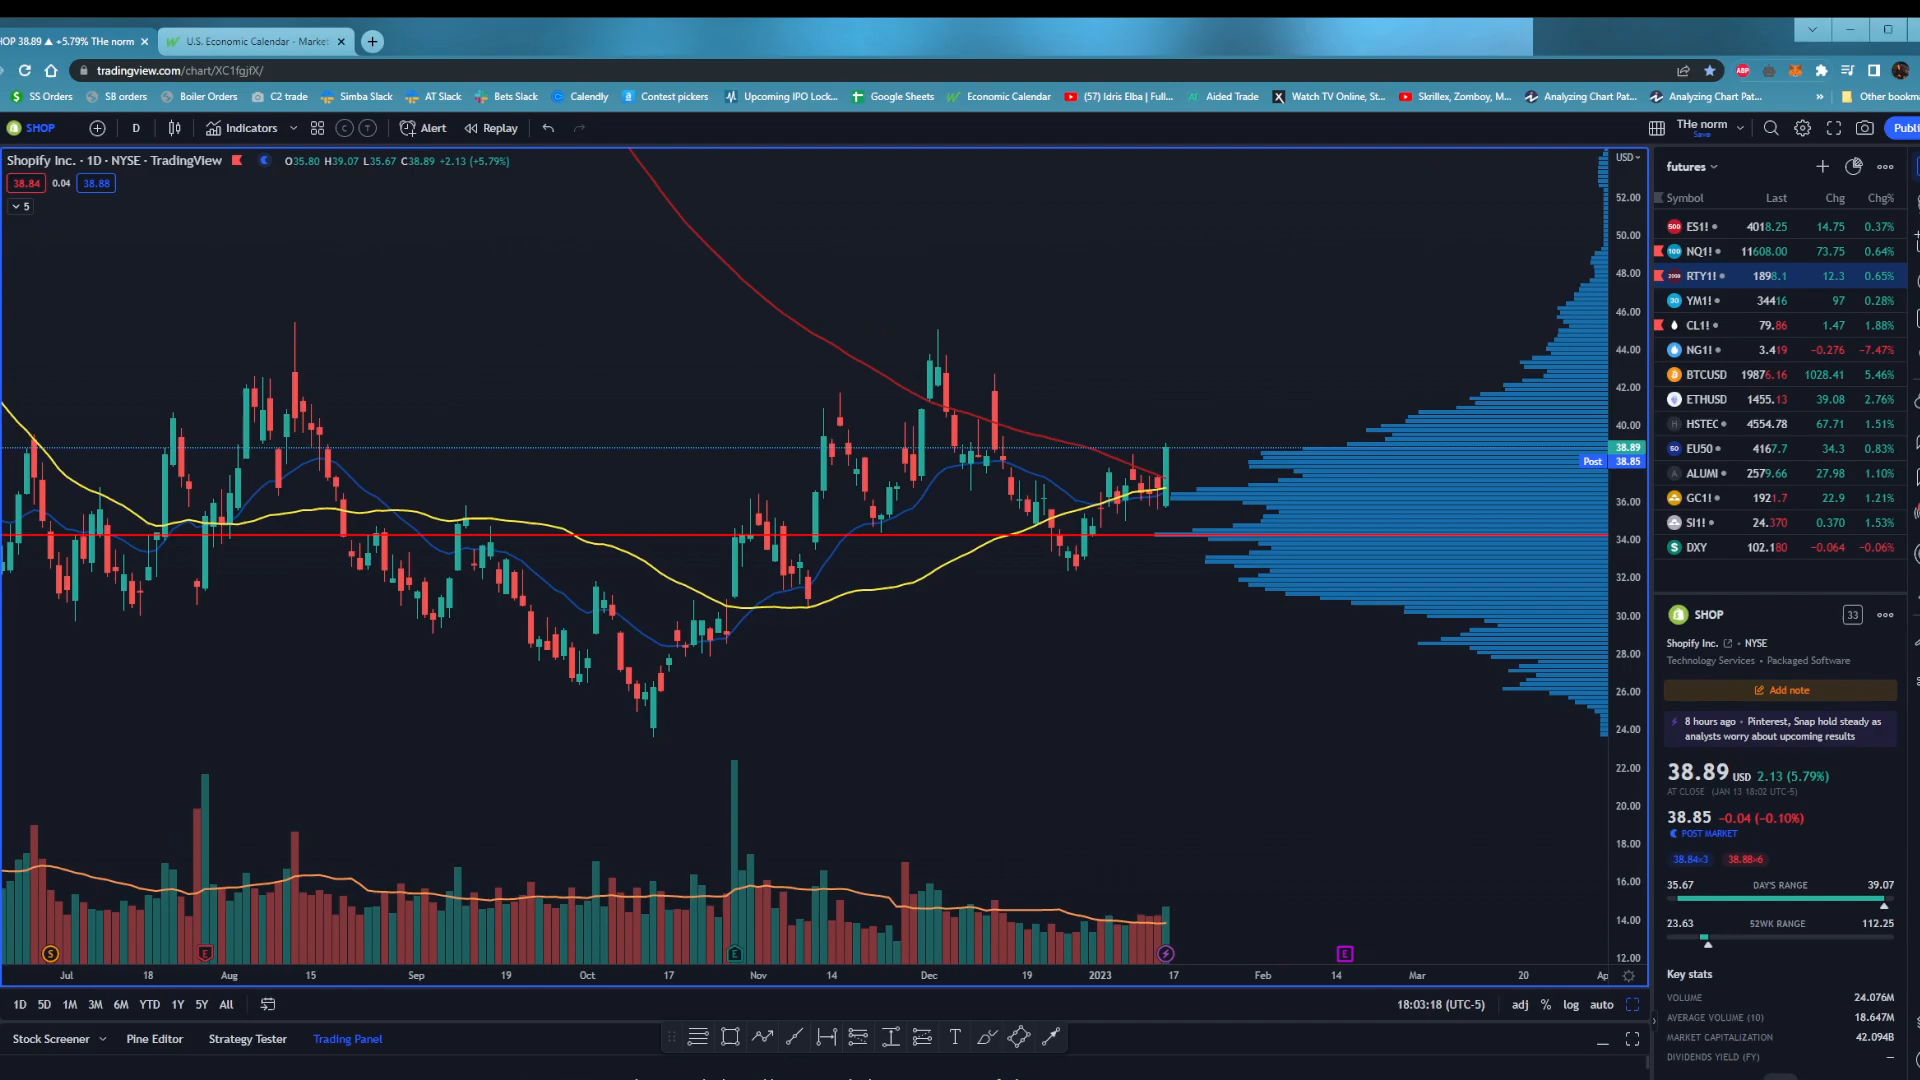 HOP 38.89 ▲ +5.79% THe norm
U.S. Economic Calendar - Market
tradingview.com/chart/XC1fgjfX/
SS Orders SB orders Boiler Orders C2 trade Simba Slack AT Slack Bets Slack Calendly Contest pickers Upcoming IPO Lock... Google Sheets Economic Calendar (57) Idris Elba | Full... Aided Trade Watch TV Online, St... Skrillex, Zomboy, M... Analyzing Chart Pat... Analyzing Chart Pat... » Other bookma
SHOP D Indicators C T Alert Replay THe norm Save Publi
Shopify Inc. · 1D · NYSE · TradingView O35.80 H39.07 L35.67 C38.89 +2.13 (+5.79%)
38.84 0.04 38.88
5
USD
52.00
50.00
48.00
46.00
44.00
42.00
40.00
38.89
Post 38.85
36.00
34.00
32.00
30.00
28.00
26.00
24.00
22.00
20.00
18.00
16.00
14.00
12.00
S E E E
Jul 18 Aug 15 Sep 19 Oct 17 Nov 14 Dec 19 2023 17 Feb 14 Mar 20 Ap
1D 5D 1M 3M 6M YTD 1Y 5Y All 18:03:18 (UTC-5) adj % log auto
Stock Screener Pine Editor Strategy Tester Trading Panel
futures
Symbol Last Chg Chg%
500 ES1! 4018.25 14.75 0.37%
100 NQ1! 11608.00 73.75 0.64%
2000 RTY1! 1898.1 12.3 0.65%
30 YM1! 34416 97 0.28%
CL1! 79.86 1.47 1.88%
NG1! 3.419 −0.276 −7.47%
BTCUSD 19876.16 1028.41 5.46%
ETHUSD 1455.13 39.08 2.76%
H HSTEC 4554.78 67.71 1.51%
50 EU50 4167.7 34.3 0.83%
A ALUMI 2579.66 27.98 1.10%
GC1! 1921.7 22.9 1.21%
SI1! 24.370 0.370 1.53%
DXY 102.180 −0.064 −0.06%
SHOP 33
Shopify Inc. • NYSE
Technology Services • Packaged Software
Add note
8 hours ago • Pinterest, Snap hold steady as
analysts worry about upcoming results
38.89 USD 2.13 (5.79%)
AT CLOSE (JAN 13 18:02 UTC-5)
38.85 −0.04 (−0.10%)
POST MARKET
38.84×3 38.88×6
35.67 DAY'S RANGE 39.07
23.63 52WK RANGE 112.25
Key stats
VOLUME 24.076M
AVERAGE VOLUME (10) 18.647M
MARKET CAPITALIZATION 42.094B
DIVIDENDS YIELD (FY) —